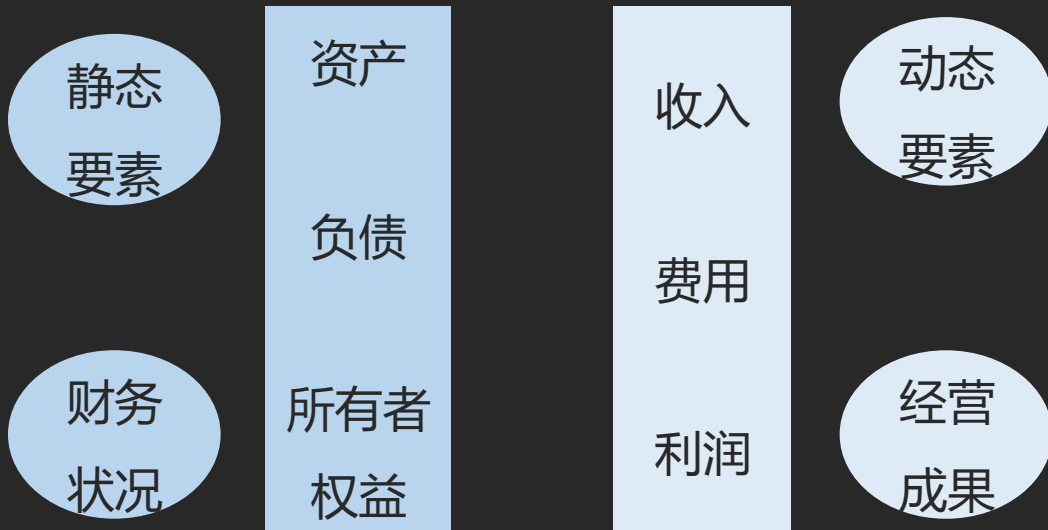 静态
要素
财务
状况
资产
负债
所有者
权益
收入
费用
利润
动态
要素
经营
成果